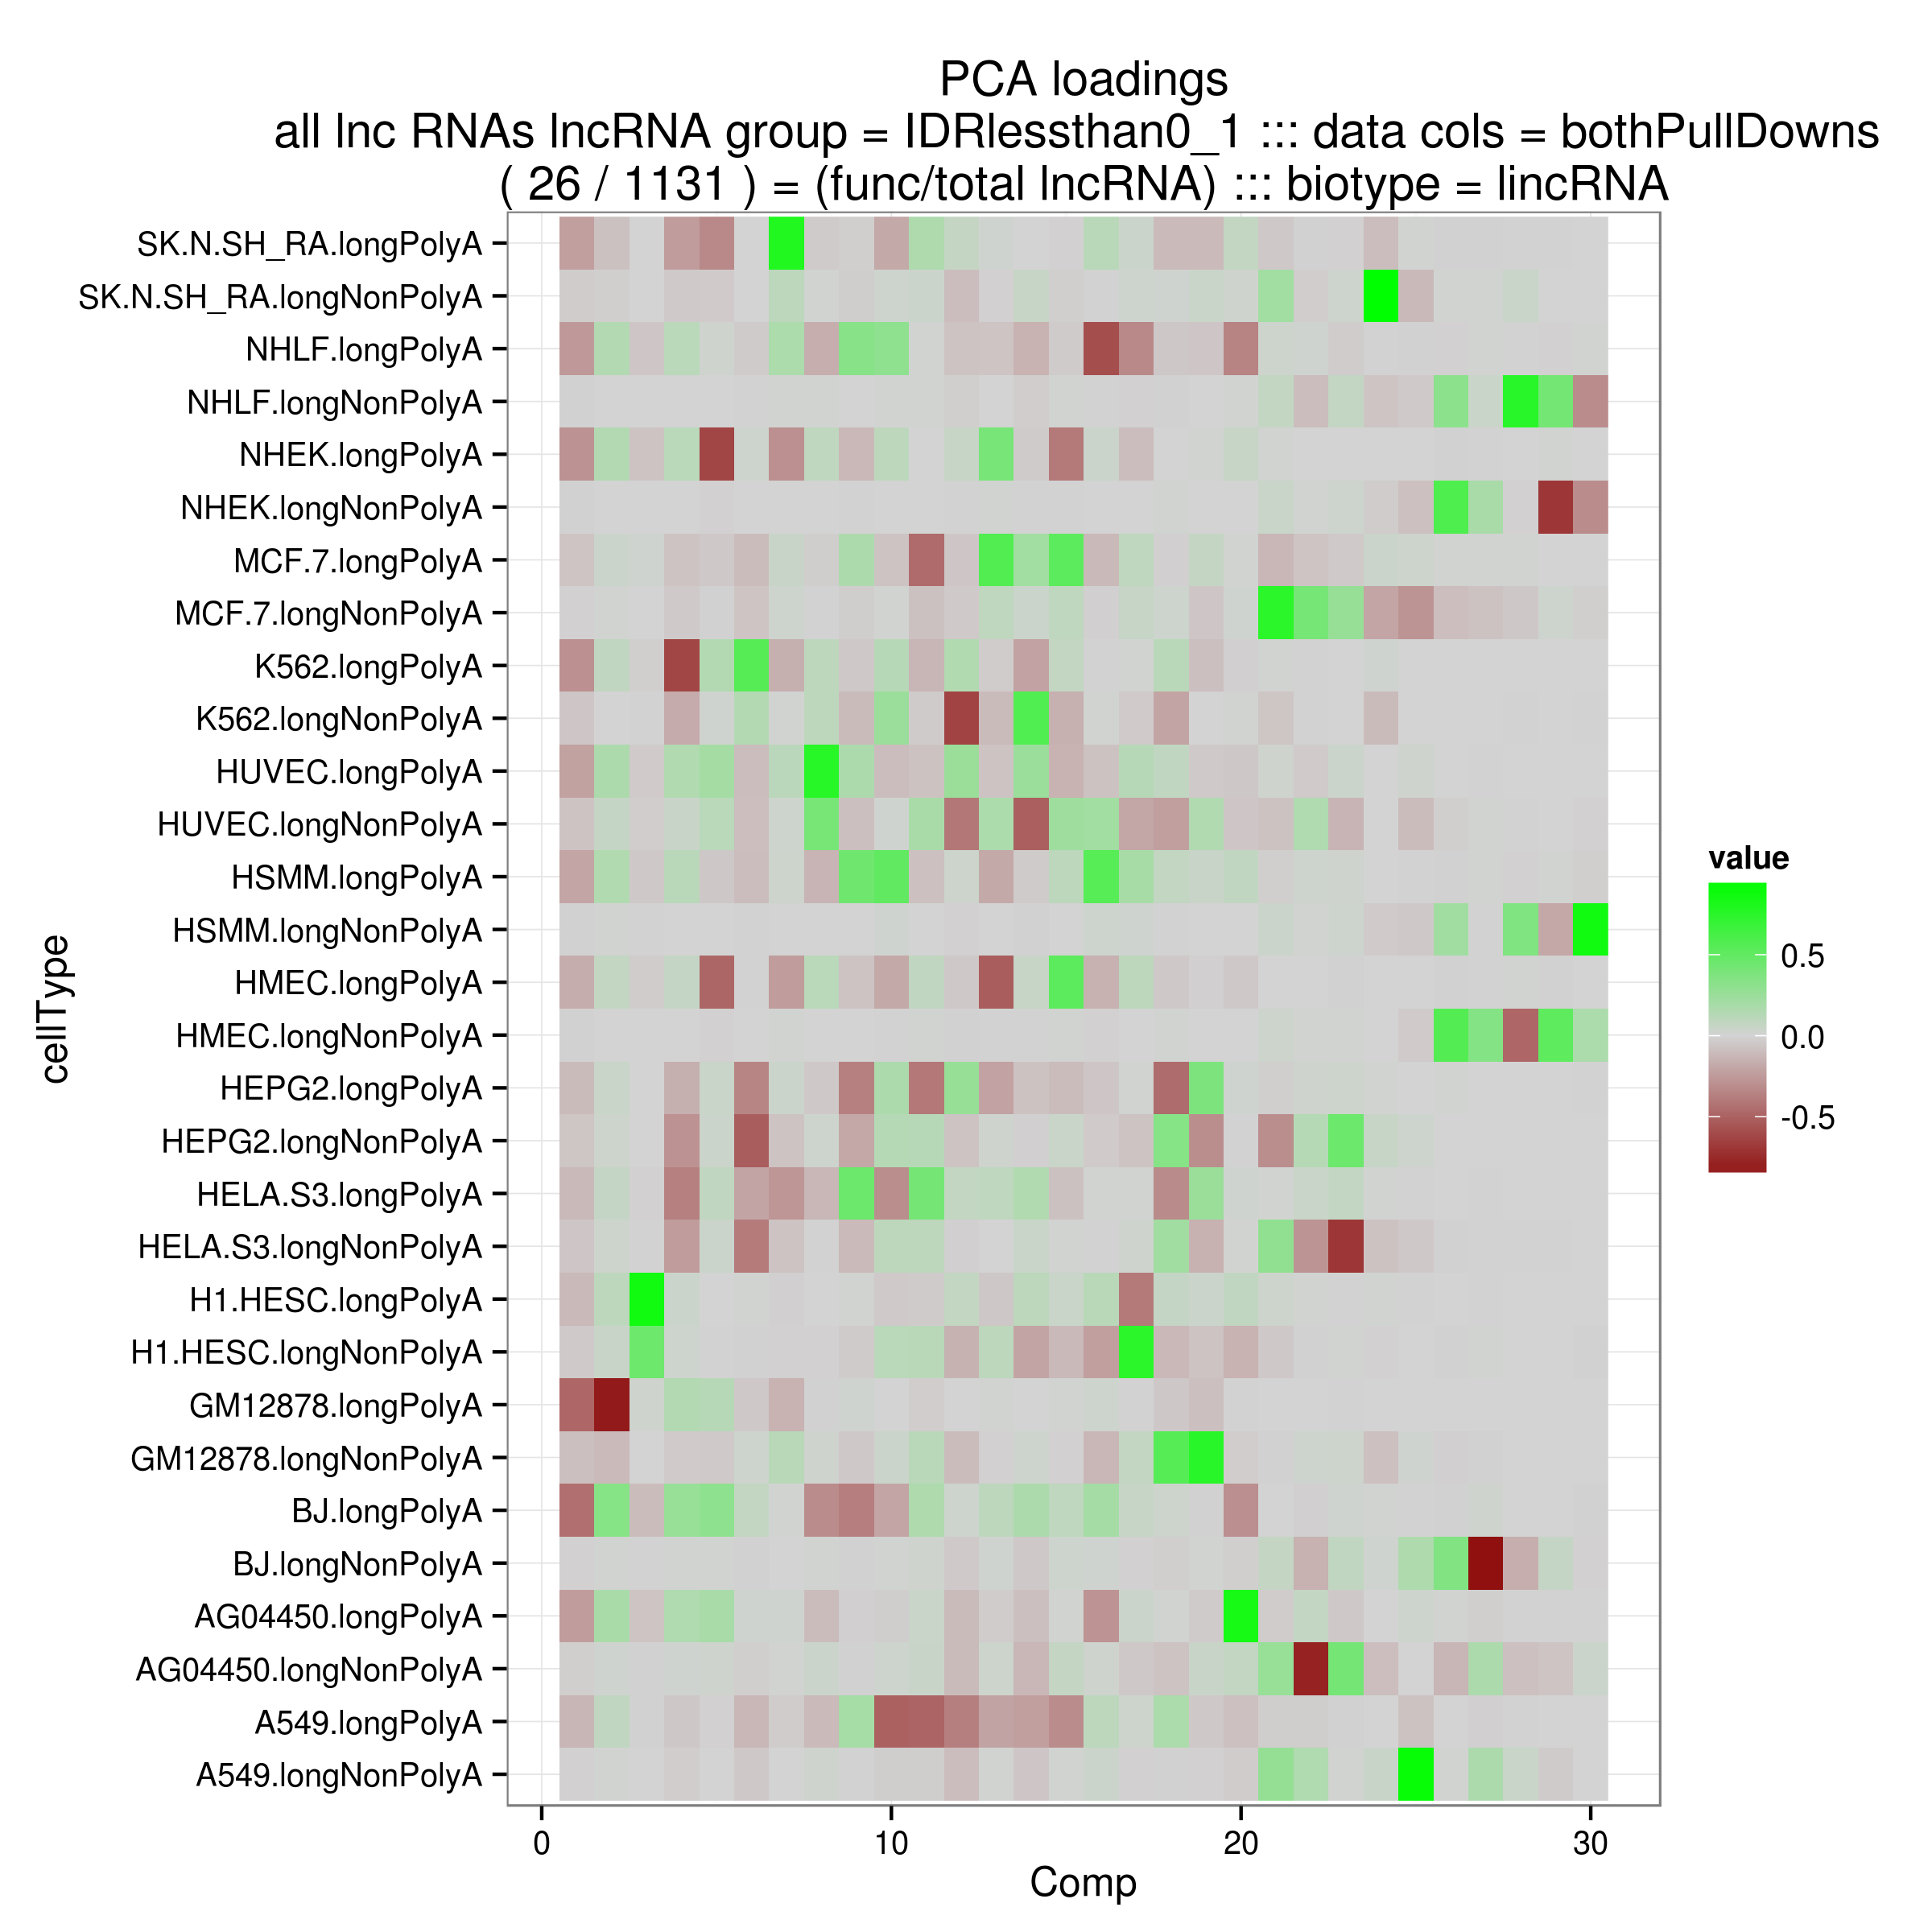 PCA loadings
all lnc RNAs lncRNA group = IDRlessthan0_1 ::: data cols = bothPullDowns
( 26 / 1131 ) = (func/total lncRNA) ::: biotype = lincRNA
cellType
SK.N.SH_RA.longPolyA
SK.N.SH_RA.longNonPolyA
NHLF.longPolyA
NHLF.longNonPolyA
NHEK.longPolyA
NHEK.longNonPolyA
MCF.7.longPolyA
MCF.7.longNonPolyA
K562.longPolyA
K562.longNonPolyA
HUVEC.longPolyA
HUVEC.longNonPolyA
HSMM.longPolyA
HSMM.longNonPolyA
HMEC.longPolyA
HMEC.longNonPolyA
HEPG2.longPolyA
HEPG2.longNonPolyA
HELA.S3.longPolyA
HELA.S3.longNonPolyA
H1.HESC.longPolyA
H1.HESC.longNonPolyA
GM12878.longPolyA
GM12878.longNonPolyA
BJ.longPolyA
BJ.longNonPolyA
AG04450.longPolyA
AG04450.longNonPolyA
A549.longPolyA
A549.longNonPolyA
0 10 20 30
Comp
value
0.5
0.0
-0.5